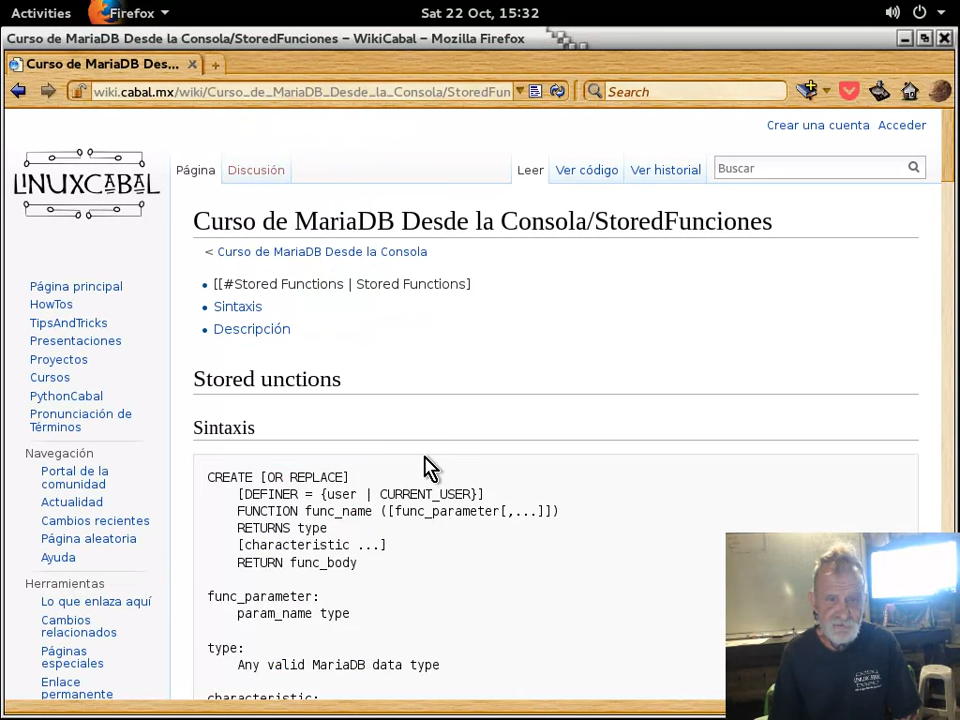 Activities
Firefox
Sat 22 Oct, 15:32
Curso de MariaDB Desde la Consola/StoredFunciones – WikiCabal – Mozilla Firefox
Curso de MariaDB Des...
wiki.cabal.mx/wiki/Curso_de_MariaDB_Desde_la_Consola/StoredFun
Search
Crear una cuenta
Acceder
LINUXCABAL
Página
Discusión
Leer
Ver código
Ver historial
Buscar
Curso de MariaDB Desde la Consola/StoredFunciones
< Curso de MariaDB Desde la Consola
[[#Stored Functions | Stored Functions]
Sintaxis
Descripción
Stored unctions
Sintaxis
CREATE [OR REPLACE]
[DEFINER = {user | CURRENT_USER}]
FUNCTION func_name ([func_parameter[,...]])
RETURNS type
[characteristic ...]
RETURN func_body
func_parameter:
param_name type
type:
Any valid MariaDB data type
characteristic:
Página principal
HowTos
TipsAndTricks
Presentaciones
Proyectos
Cursos
PythonCabal
Pronunciación de
Términos
Navegación
Portal de la
comunidad
Actualidad
Cambios recientes
Página aleatoria
Ayuda
Herramientas
Lo que enlaza aquí
Cambios
relacionados
Páginas
especiales
Enlace
permanente
LINUXCABAL